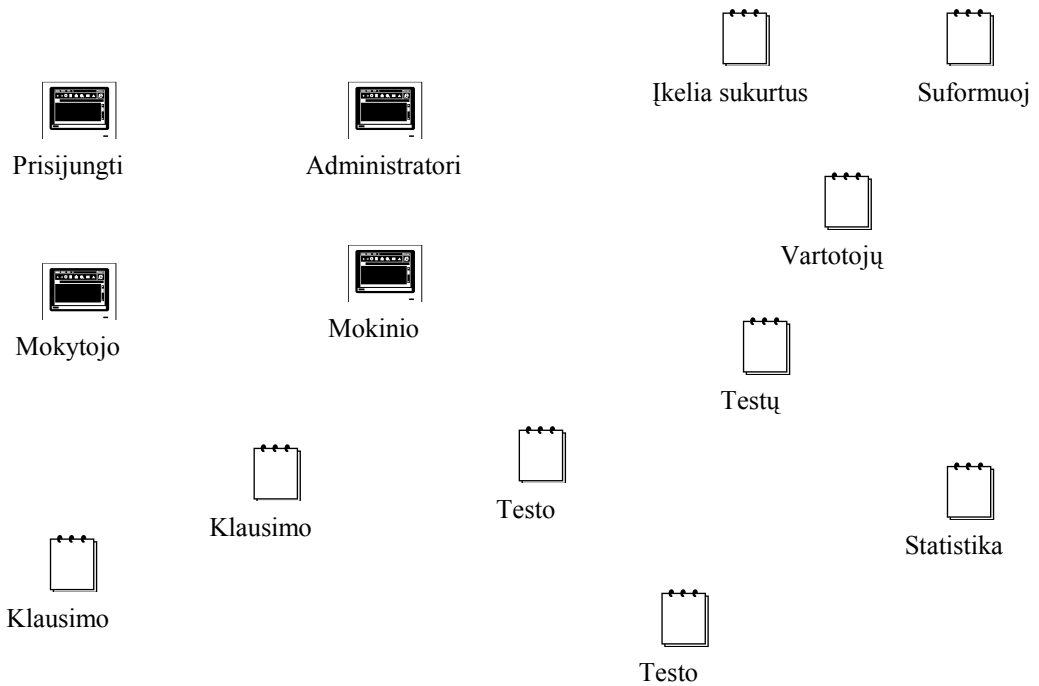 Įkelia sukurtus
Suformuoj
Prisijungti
Administratori
Vartotojų
Mokytojo
Mokinio
Testų
Klausimo
Testo
Statistika
Klausimo
Testo